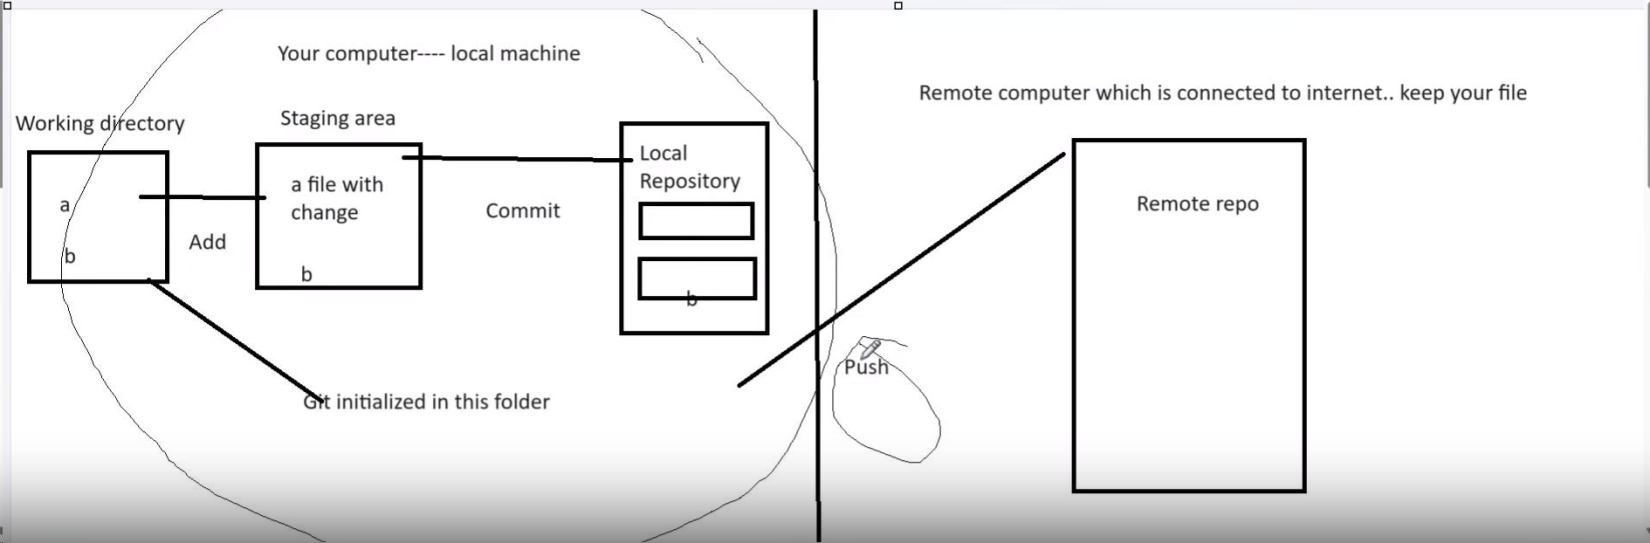 Your computer---- local machine
Remote computer which is connected to internet.. keep your file
Working directory
Staging area
a
b
Add
a file with
change
b
Commit
Local
Repository
b
Remote repo
Push
Git initialized in this folder